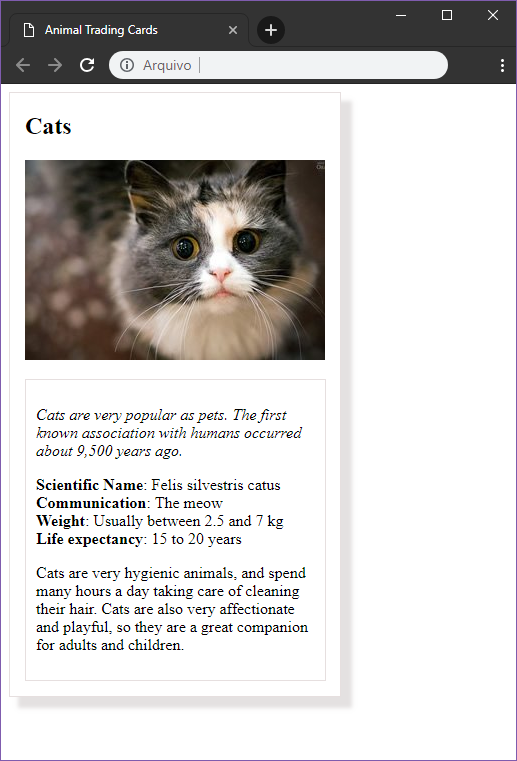 Animal Trading Cards
Arquivo
Cats
Cats are very popular as pets. The first
known association with humans occurred
about 9,500 years ago.
Scientific Name: Felis silvestris catus
Communication: The meow
Weight: Usually between 2.5 and 7 kg
Life expectancy: 15 to 20 years
Cats are very hygienic animals, and spend
many hours a day taking care of cleaning
their hair. Cats are also very affectionate
and playful, so they are a great companion
for adults and children.